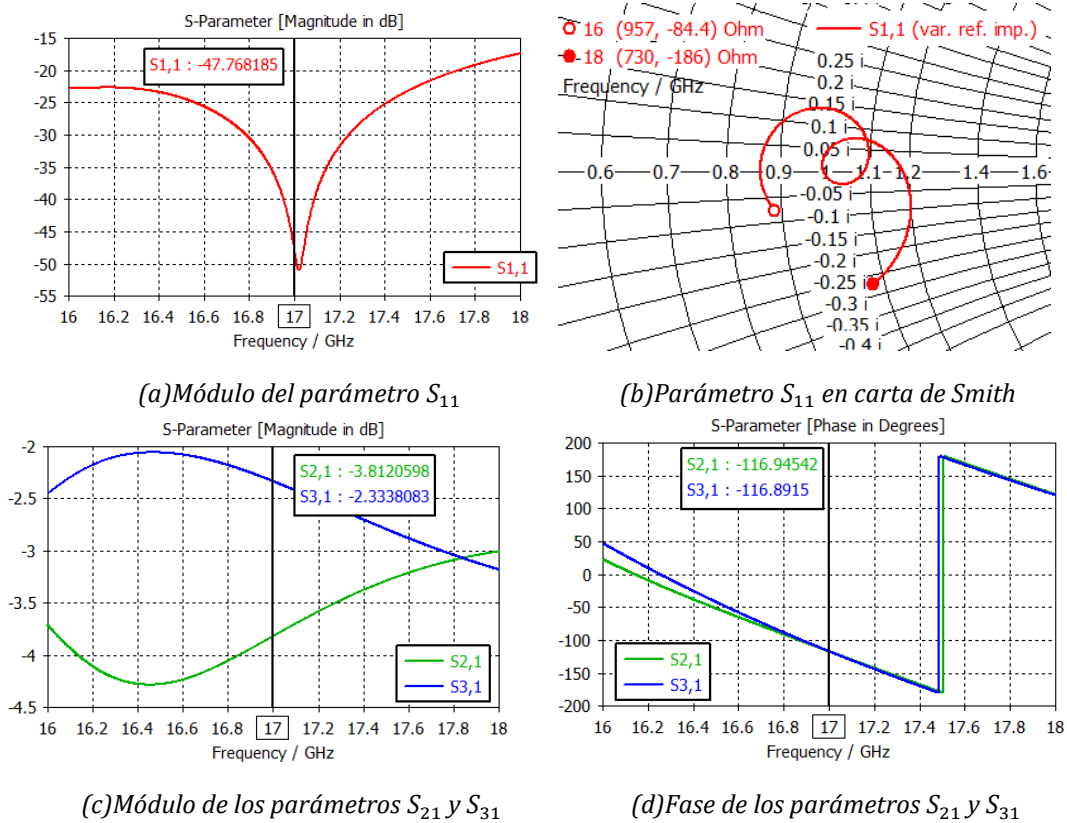 S-Parameter [Magnitude in dB]
-15
-20
-25
-30
-35
-40
-45
-50
-55
S1,1 : -47.768185
S1,1
16 16.2 16.4 16.6 16.8 17 17.2 17.4 17.6 17.8 18
Frequency / GHz
16 (957, -84.4) Ohm
18 (730, -186) Ohm
Frequency / GHz
S1,1 (var. ref. imp.)
0.25 i
0.2 i
0.15 i
0.1 i
0.05 i
0.6 0.7 0.8 0.9 1 1.1 1.2 1.4 1.6
-0.05 i
-0.1 i
-0.15 i
-0.2 i
-0.25 i
-0.3 i
-0.35 i
-0.4 i
(a)Módulo del parámetro S₁₁
(b)Parámetro S₁₁ en carta de Smith
S-Parameter [Magnitude in dB]
-2
-2.5
-3
-3.5
-4
-4.5
S2,1 : -3.8120598
S3,1 : -2.3338083
S2,1
S3,1
16 16.2 16.4 16.6 16.8 17 17.2 17.4 17.6 17.8 18
Frequency / GHz
S-Parameter [Phase in Degrees]
200
150
100
50
0
-50
-100
-150
-200
S2,1 : -116.94542
S3,1 : -116.8915
S2,1
S3,1
16 16.2 16.4 16.6 16.8 17 17.2 17.4 17.6 17.8 18
Frequency / GHz
(c)Módulo de los parámetros S₂₁ y S₃₁
(d)Fase de los parámetros S₂₁ y S₃₁